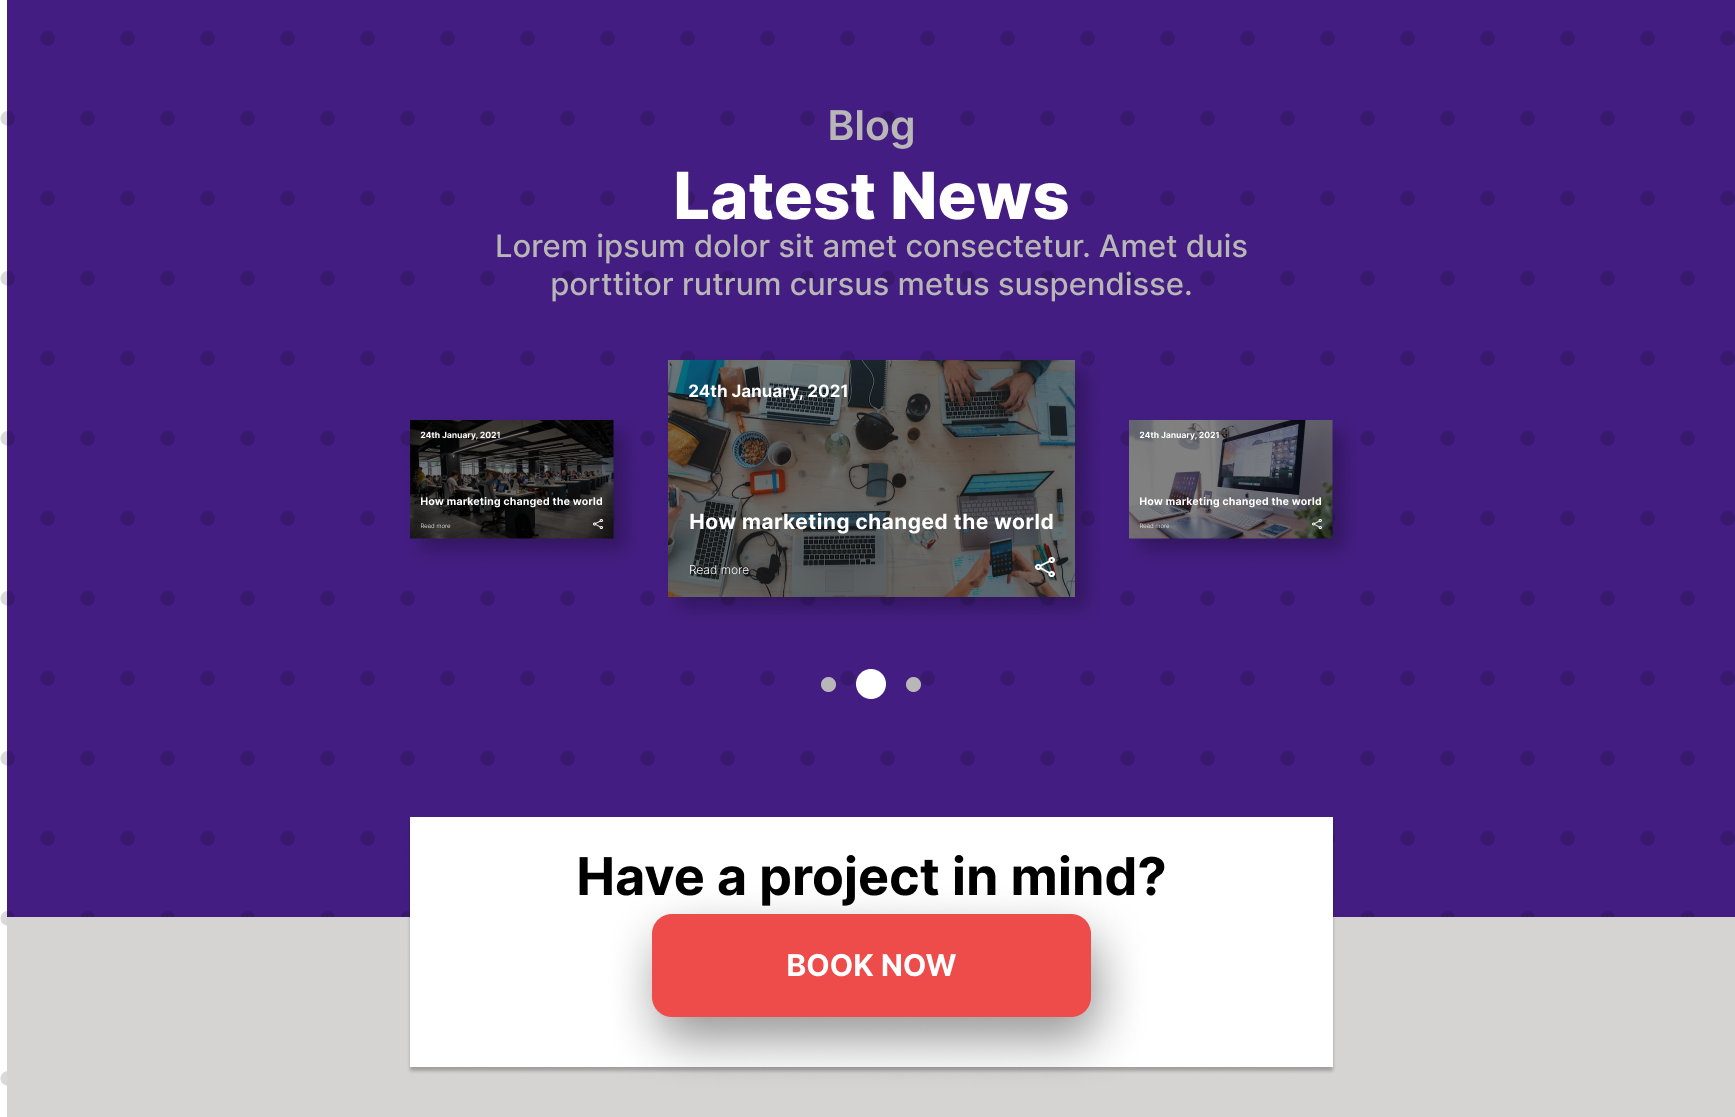 Blog
Latest News
Lorem ipsum dolor sit amet consectetur. Amet duis
porttitor rutrum cursus metus suspendisse.
24th January, 2021
How marketing changed the world
Read more
24th January, 2021
How marketing changed the world
Read more
24th January, 2021
How marketing changed the world
Read more
Have a project in mind?
BOOK NOW